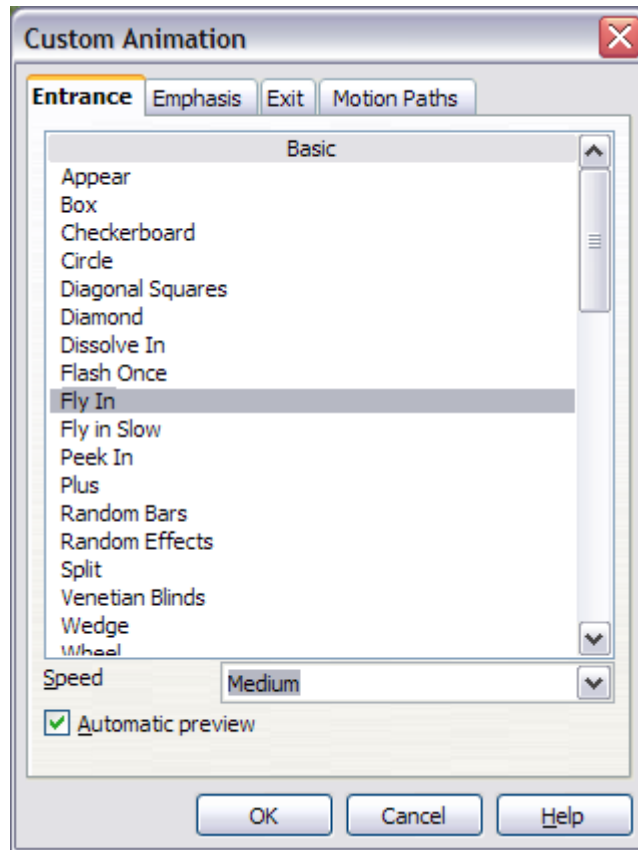 Custom Animation
Entrance Emphasis Exit Motion Paths
Basic
Appear
Box
Checkerboard
Circle
Diagonal Squares
Diamond
Dissolve In
Flash Once
Fly In
Fly in Slow
Peek In
Plus
Random Bars
Random Effects
Split
Venetian Blinds
Wedge
Wheel
Speed Medium
Automatic preview
OK Cancel Help